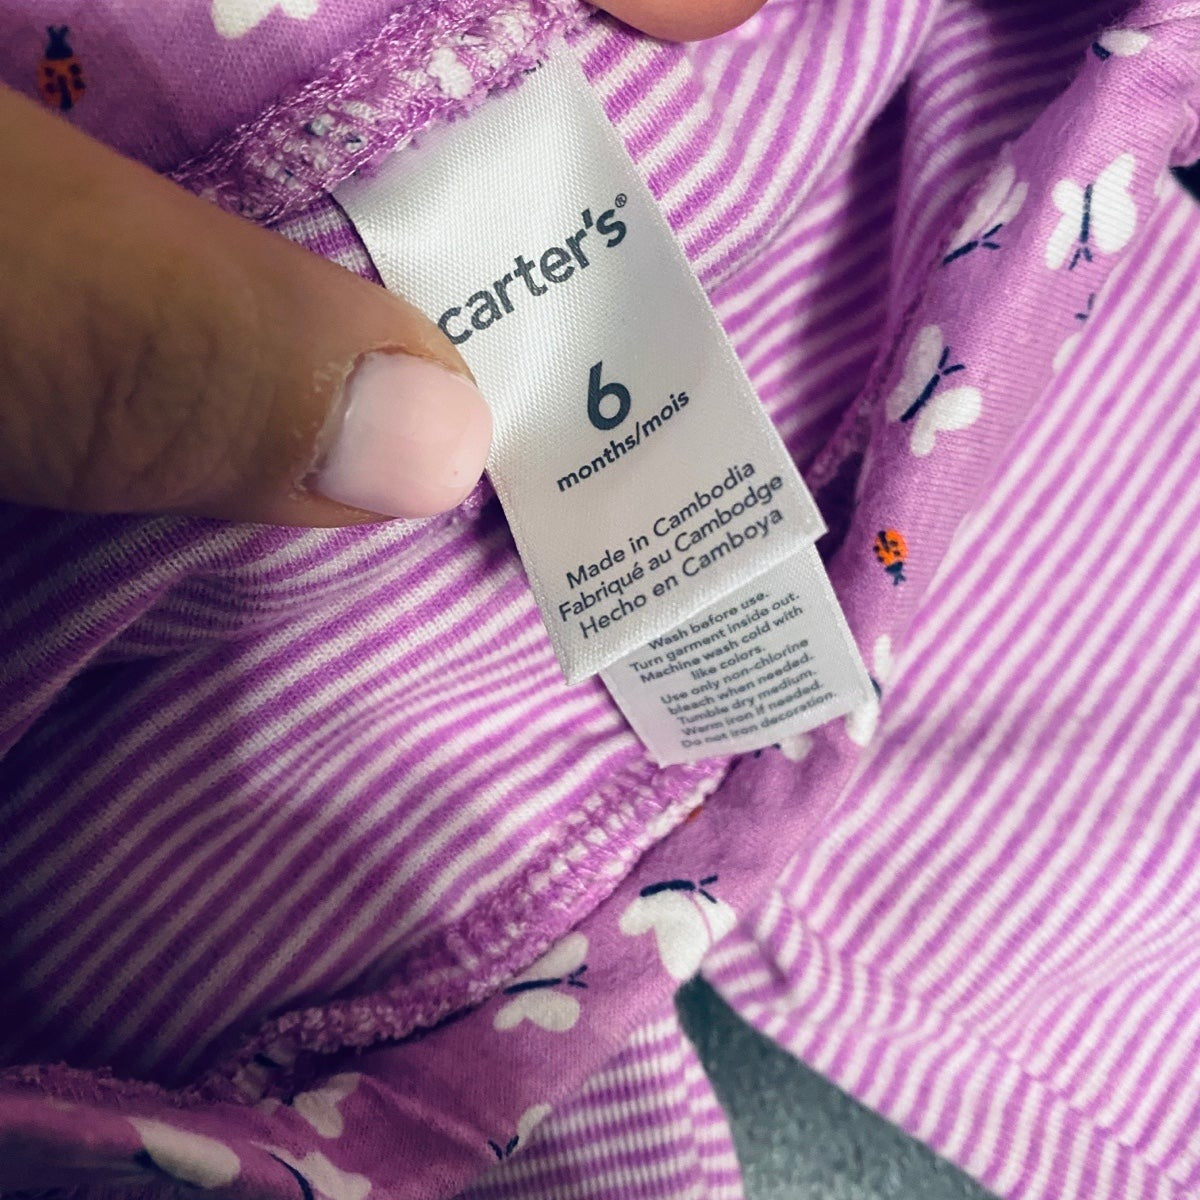 carter's®
6
months/mois
Made in Cambodia
Fabriqué au Cambodge
Hecho en Camboya
Wash before use.
Turn garment inside out.
Machine wash cold with
like colors.
Use only non-chlorine
bleach when needed.
Tumble dry medium.
Warm iron if needed.
Do not iron decoration.